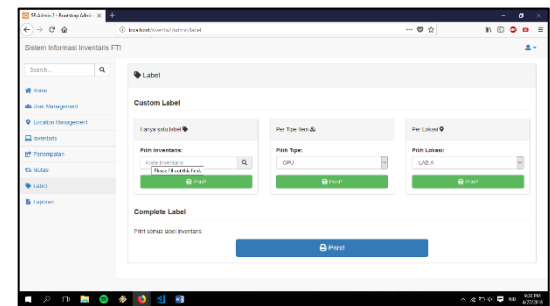 SB Admin 2 - Bootstrap Admin
localhost/inventa2/admin/label
Sistem Informasi Inventaris FTI
Search...
Home
User Management
Location Management
Inventaris
Penempatan
Mutasi
Label
Laporan
Label
Custom Label
Hanya satu label
Pilih Inventaris:
Kode Inventaris
Please fill out this field.
Print!
Per Tipe Item
Pilih Tipe:
CPU
Print!
Per Lokasi
Pilih Lokasi:
LAB A
Print!
Complete Label
Print semua label inventaris.
Print!